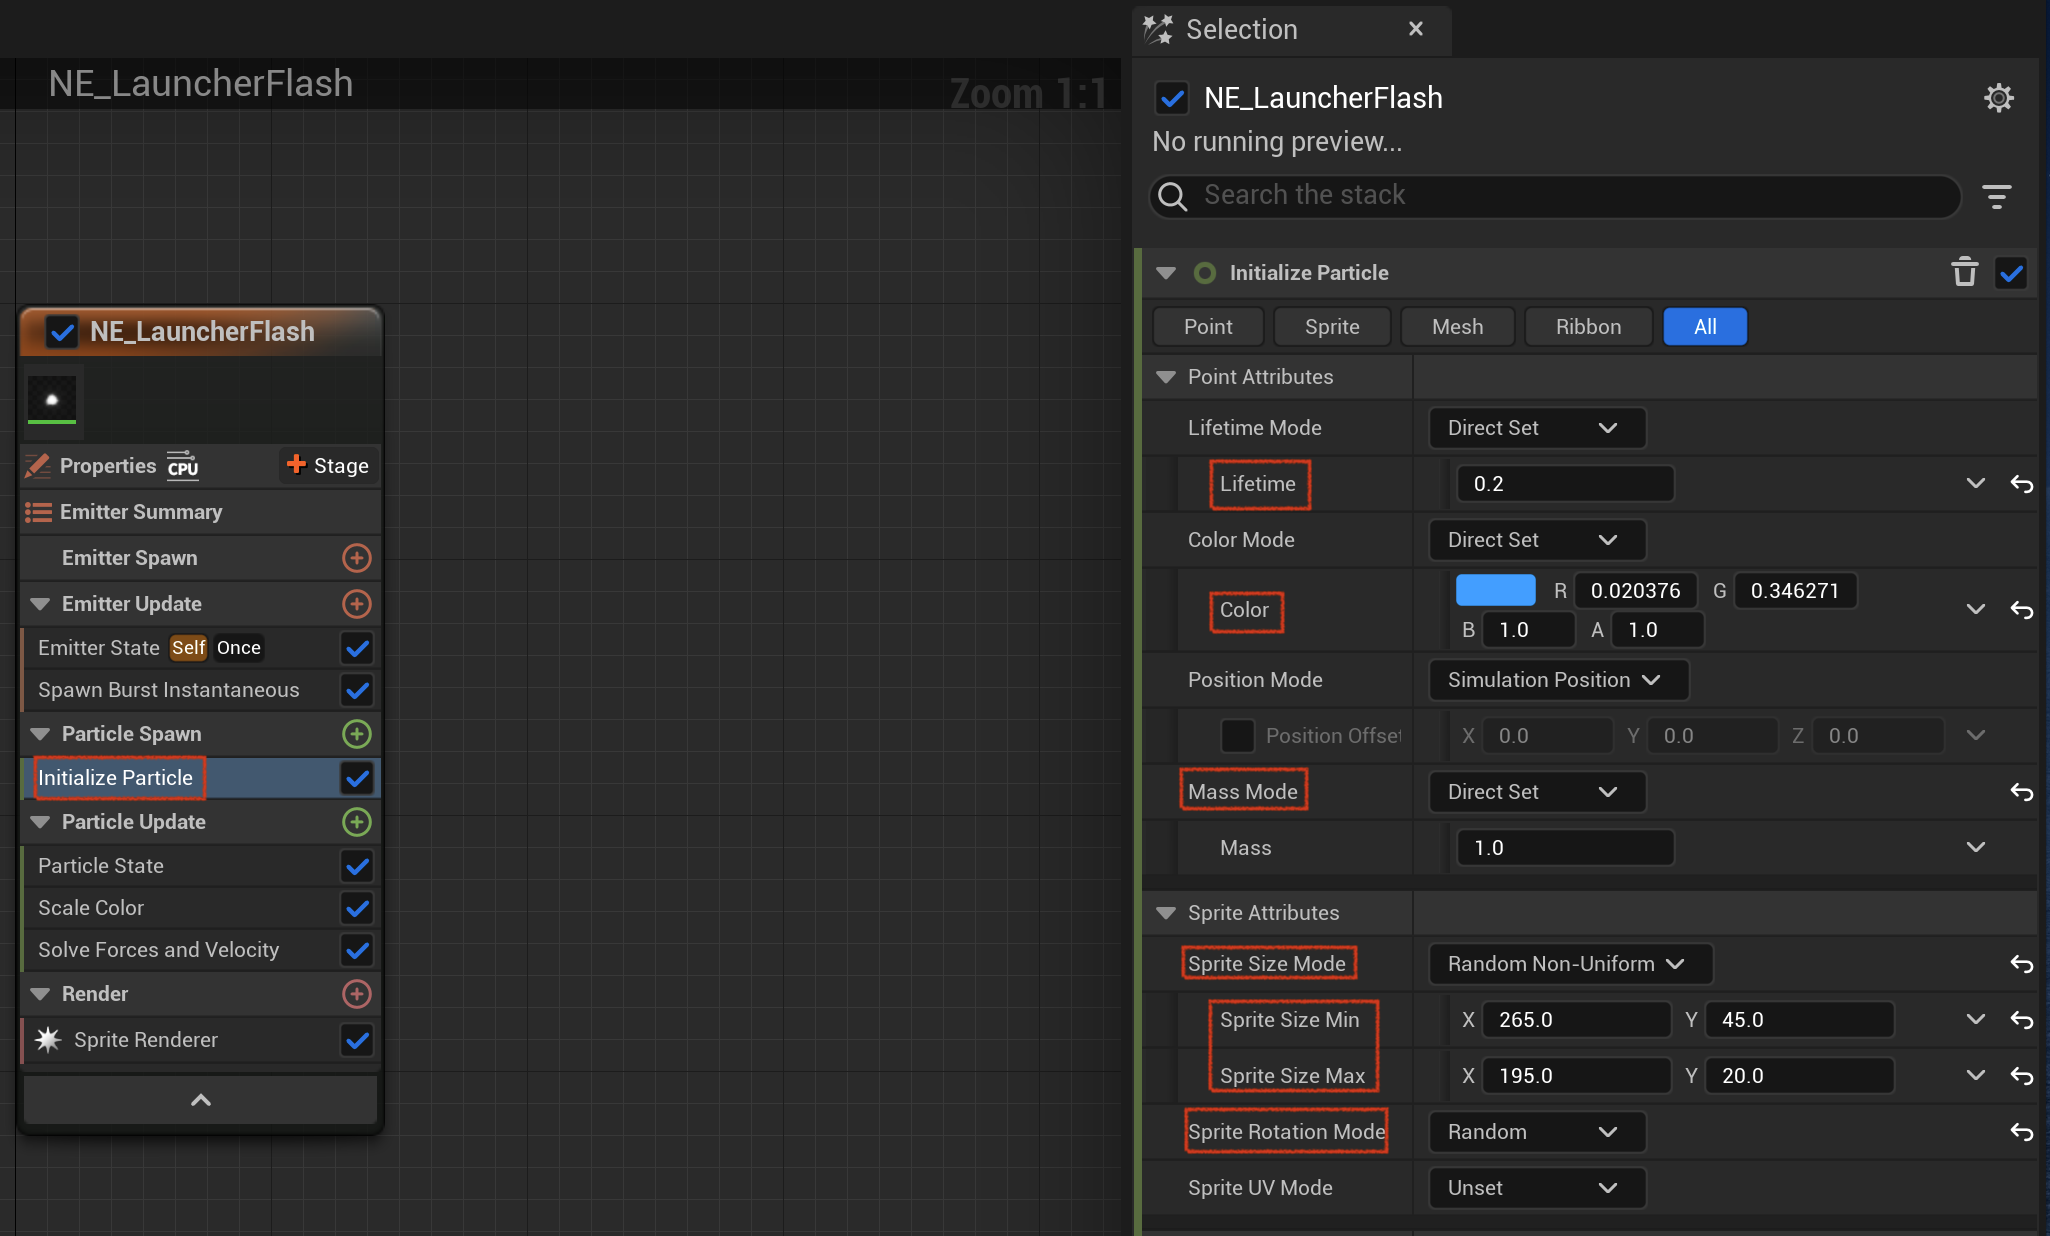 NE_LauncherFlash
Zoom 1:1
NE_LauncherFlash
Properties CPU Stage
Emitter Summary
Emitter Spawn
Emitter Update
Emitter State Self Once
Spawn Burst Instantaneous
Particle Spawn
Initialize Particle
Particle Update
Particle State
Scale Color
Solve Forces and Velocity
Render
Sprite Renderer
Selection
NE_LauncherFlash
No running preview...
Search the stack
Initialize Particle
Point Sprite Mesh Ribbon All
Point Attributes
Lifetime Mode Direct Set
Lifetime 0.2
Color Mode Direct Set
Color R 0.020376 G 0.346271
B 1.0 A 1.0
Position Mode Simulation Position
Position Offset X 0.0 Y 0.0 Z 0.0
Mass Mode Direct Set
Mass 1.0
Sprite Attributes
Sprite Size Mode Random Non-Uniform
Sprite Size Min X 265.0 Y 45.0
Sprite Size Max X 195.0 Y 20.0
Sprite Rotation Mode Random
Sprite UV Mode Unset